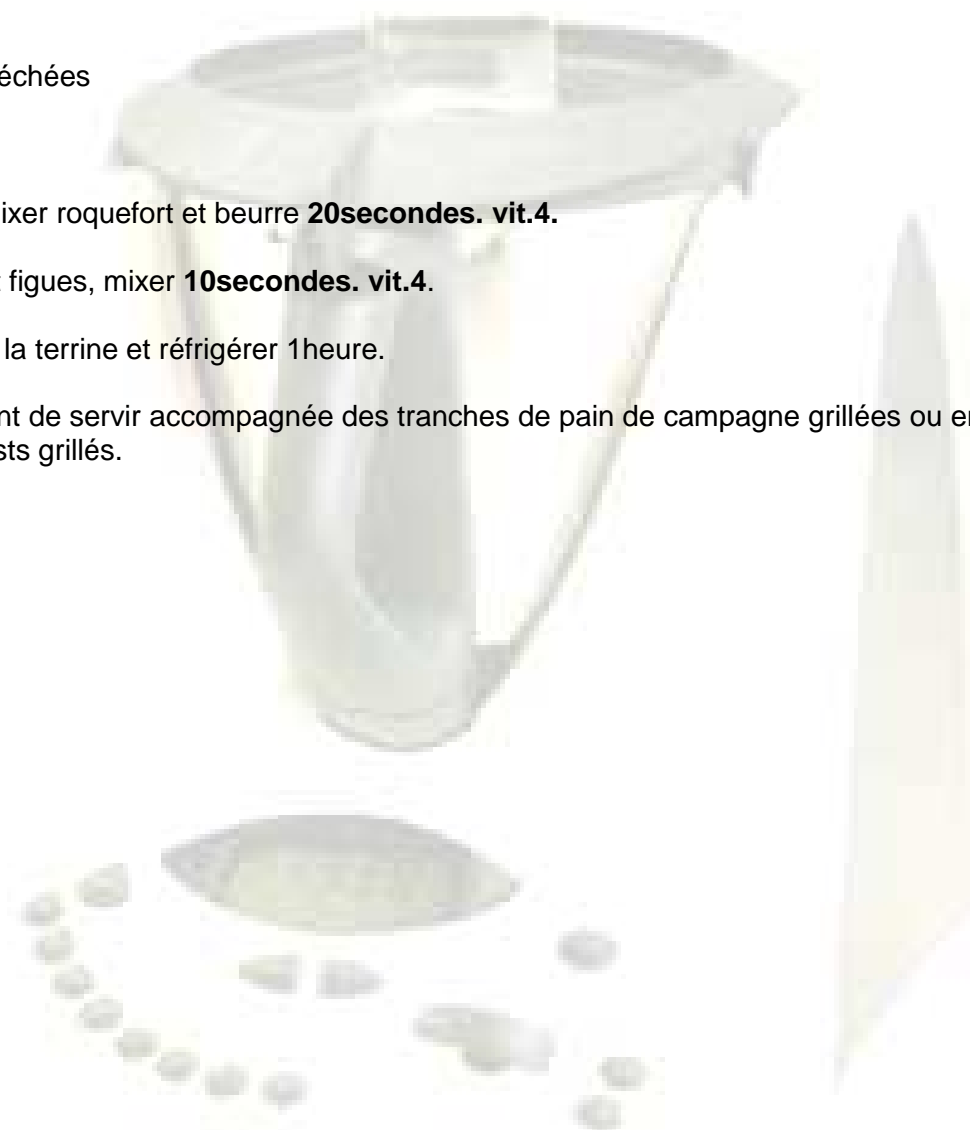 échées
ixer roquefort et beurre 20secondes. vit.4.
t figues, mixer 10secondes. vit.4.
la terrine et réfrigérer 1heure.
nt de servir accompagnée des tranches de pain de campagne grillées ou en
sts grillés.